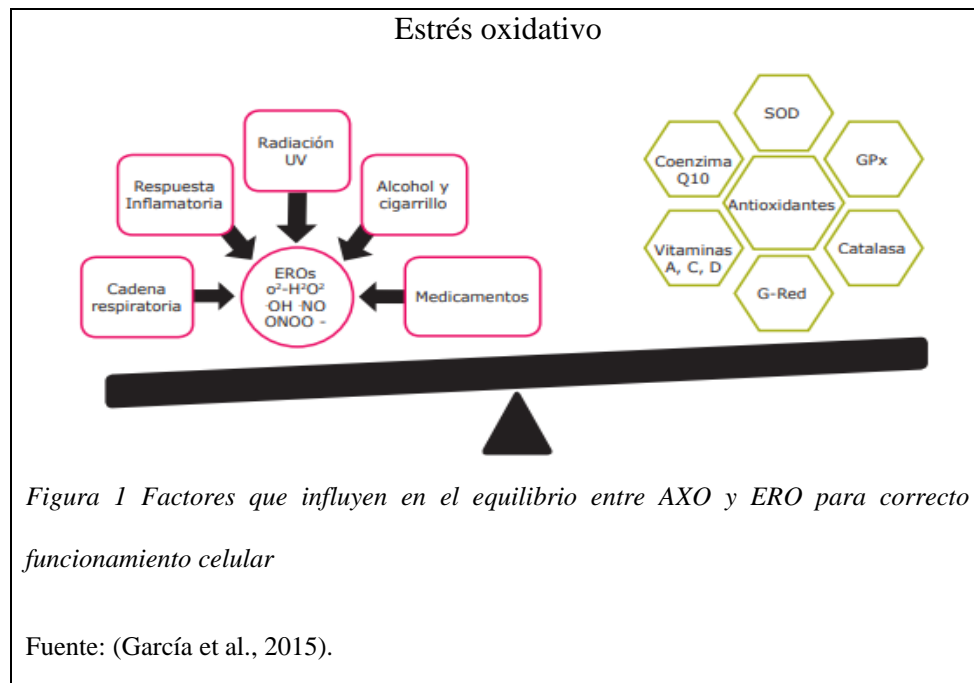 Estrés oxidativo
Radiación
UV
Respuesta
Inflamatoria
Alcohol y
cigarrillo
Cadena
respiratoria
EROs
o²-H²O²
·OH ·NO
ONOO -
Medicamentos
SOD
Coenzima
Q10
GPx
Antioxidantes
Vitaminas
A, C, D
Catalasa
G-Red
Figura 1 Factores que influyen en el equilibrio entre AXO y ERO para correcto
funcionamiento celular
Fuente: (García et al., 2015).